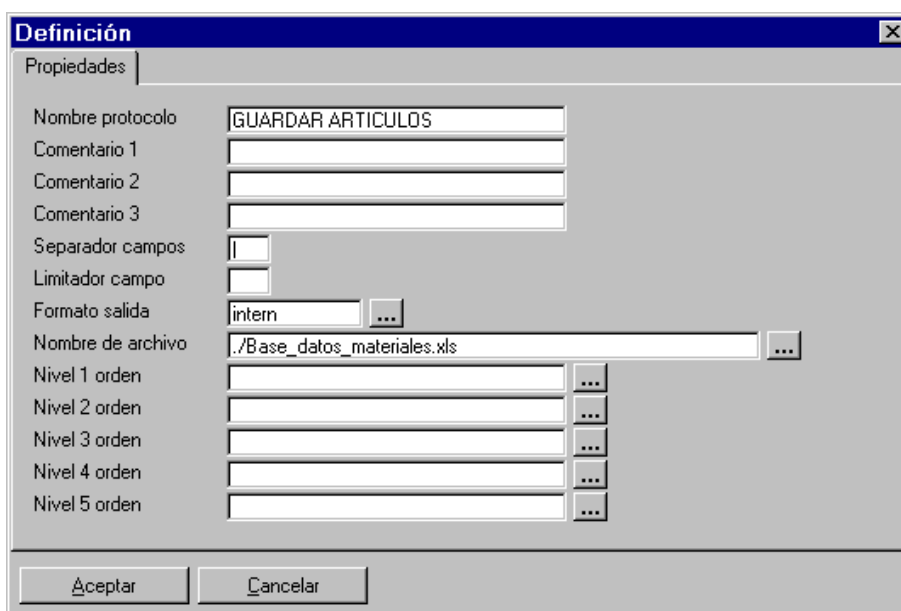 Definición
Propiedades
Nombre protocolo GUARDAR ARTICULOS
Comentario 1
Comentario 2
Comentario 3
Separador campos |
Limitador campo
Formato salida intern ...
Nombre de archivo ./Base_datos_materiales.xls ...
Nivel 1 orden ...
Nivel 2 orden ...
Nivel 3 orden ...
Nivel 4 orden ...
Nivel 5 orden ...
Aceptar Cancelar